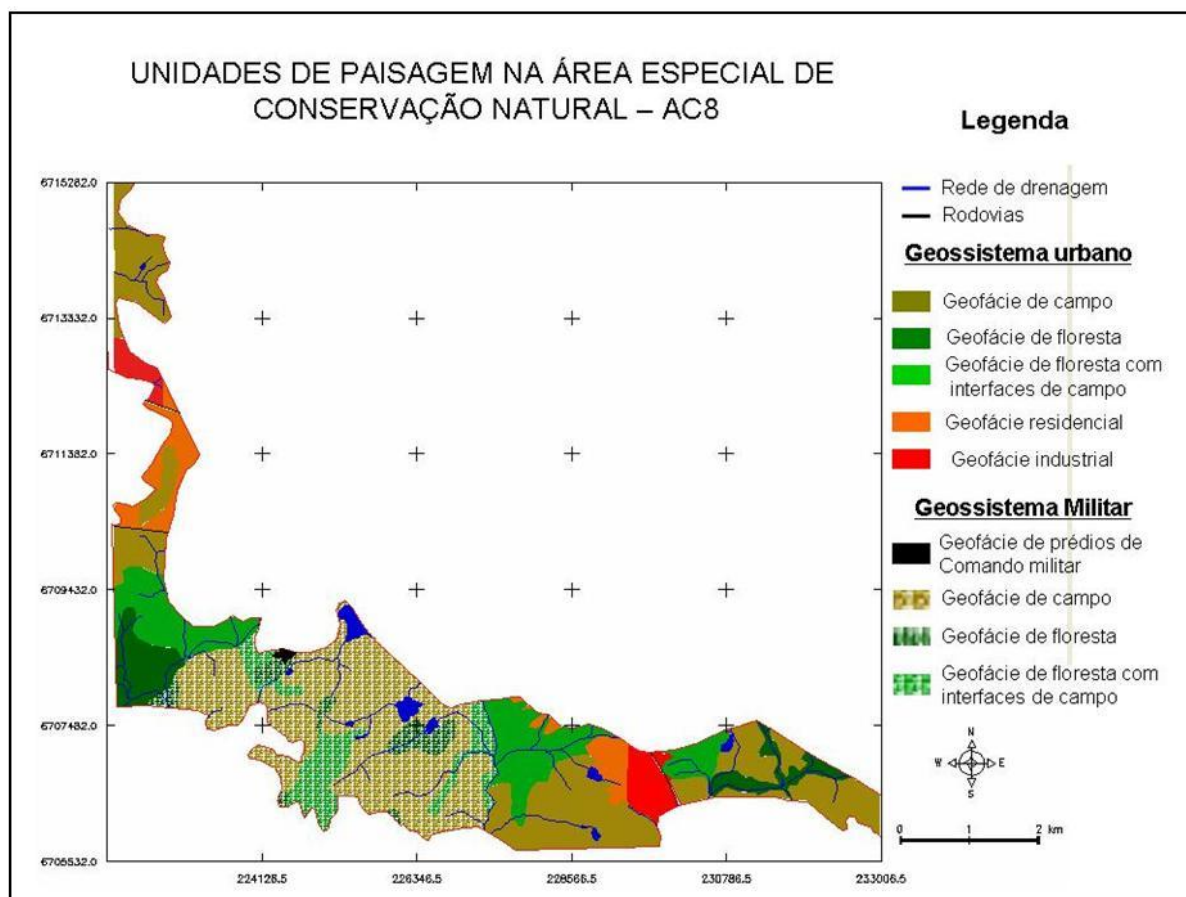 UNIDADES DE PAISAGEM NA ÁREA ESPECIAL DE
CONSERVAÇÃO NATURAL – AC8
Legenda
Rede de drenagem
Rodovias
Geossistema urbano
Geofácie de campo
Geofácie de floresta
Geofácie de floresta com
interfaces de campo
Geofácie residencial
Geofácie industrial
Geossistema Militar
Geofácie de prédios de
Comando militar
Geofácie de campo
Geofácie de floresta
Geofácie de floresta com
interfaces de campo
N
W E
S
0 1 2 km
6715282.0
6713332.0
6711382.0
6709432.0
6707482.0
6705532.0
224128.5 226346.5 228566.5 230786.5 233006.5